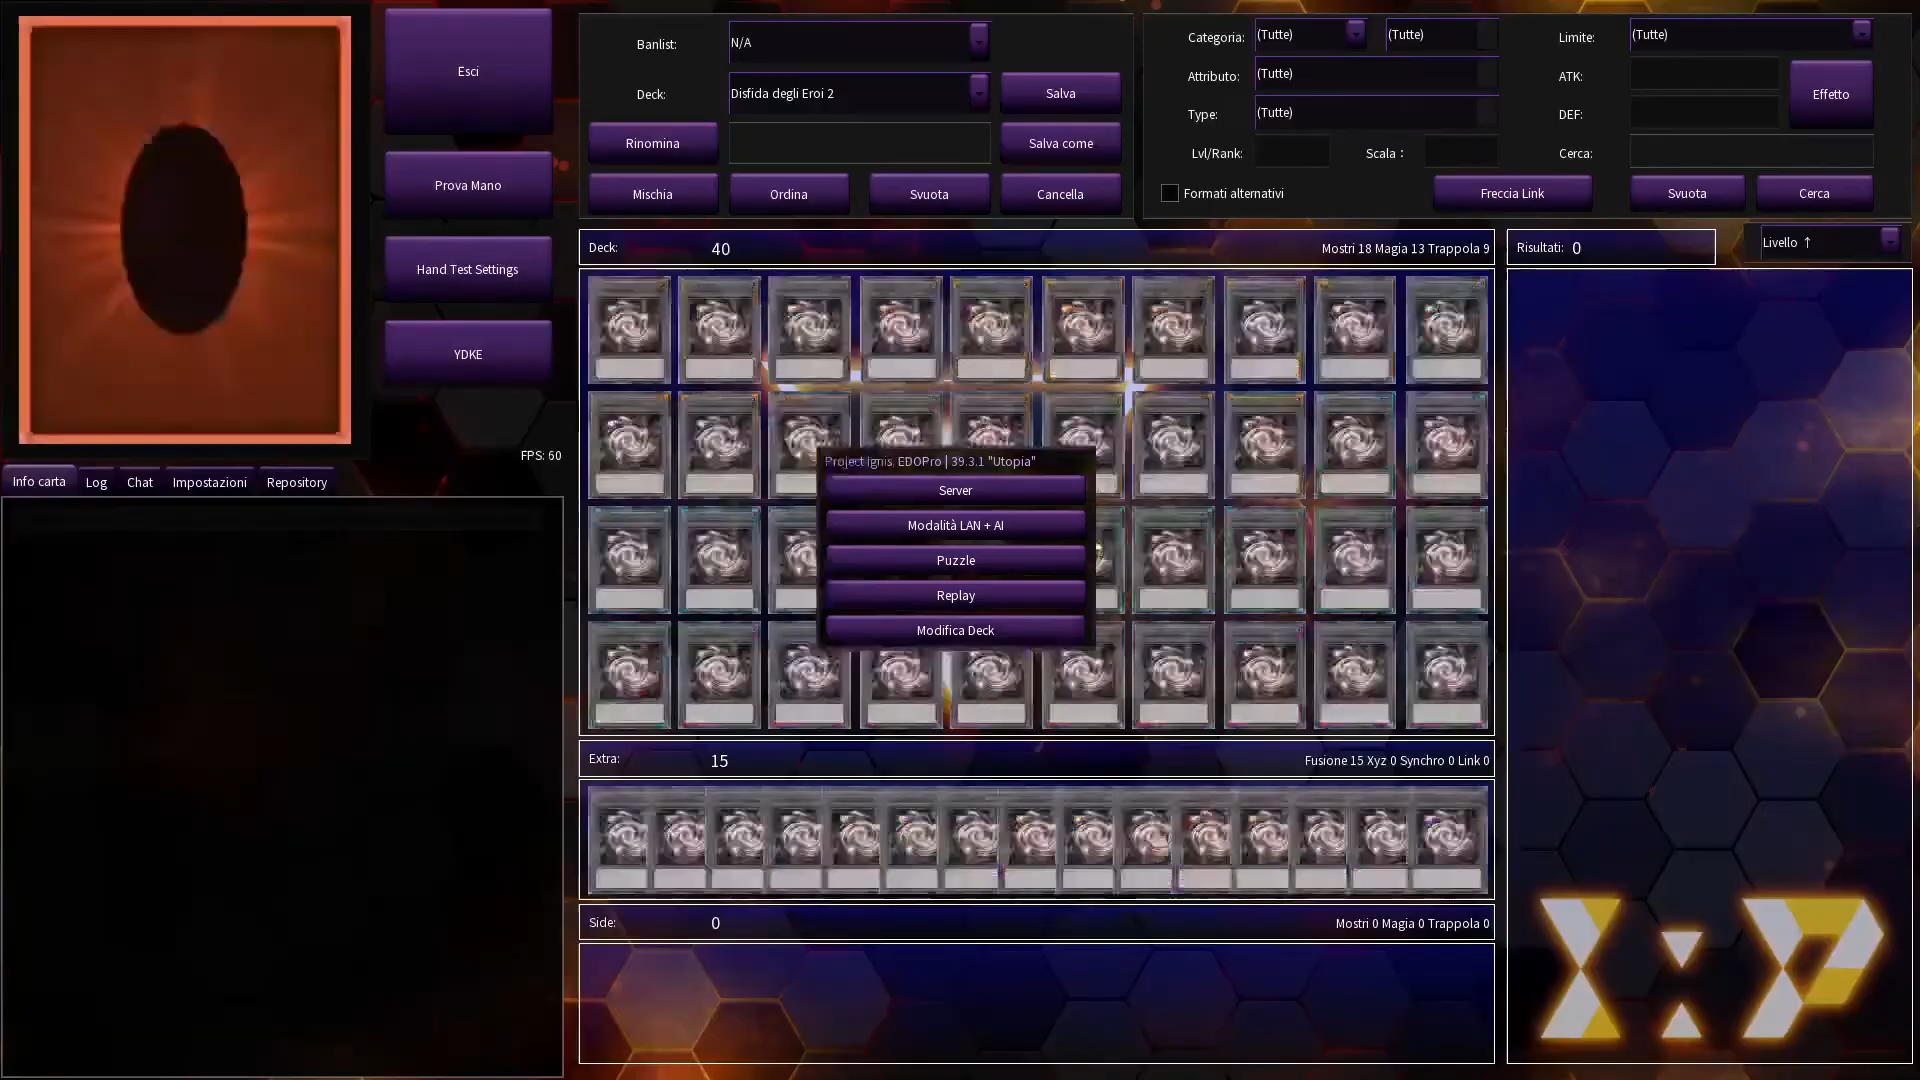 Esci
Prova Mano
Hand Test Settings
YDKE
FPS: 60
Info carta
Log
Chat
Impostazioni
Repository
Banlist:
N/A
Deck:
Disfida degli Eroi 2
Salva
Rinomina
Salva come
Mischia
Ordina
Svuota
Cancella
Categoria:
(Tutte)
(Tutte)
Limite:
(Tutte)
Attributo:
(Tutte)
ATK:
Effetto
Type:
(Tutte)
DEF:
Lvl/Rank:
Scala :
Cerca:
Formati alternativi
Freccia Link
Svuota
Cerca
Deck:
40
Mostri 18 Magia 13 Trappola 9
Risultati: 0
Livello ↑
Project Ignis: EDOPro | 39.3.1 "Utopia"
Server
Modalità LAN + AI
Puzzle
Replay
Modifica Deck
Extra:
15
Fusione 15 Xyz 0 Synchro 0 Link 0
Side:
0
Mostri 0 Magia 0 Trappola 0
X:P